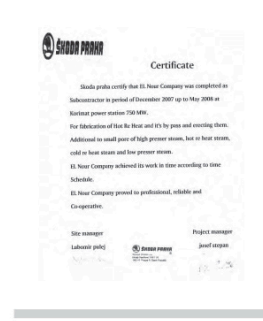 ŠKODA PRAHA
Certificate
Skoda praha certify that EL Nour Company was completed as
Subcontractor in period of December 2007 up to May 2008 at
Kurimat power station 750 MW.
For fabrication of Hot Re Heat and it's by pass and erecting them.
Additional to small pores of high presser steam, hot re heat steam,
cold re heat steam and low presser steam.
EL Nour Company achieved its work in time according to time
Schedule.
EL Nour Company proved to professional, reliable and
Co-operative.
Site manager
Project manager
Lubomir pulej
josef stepan
ŠKODA PRAHA